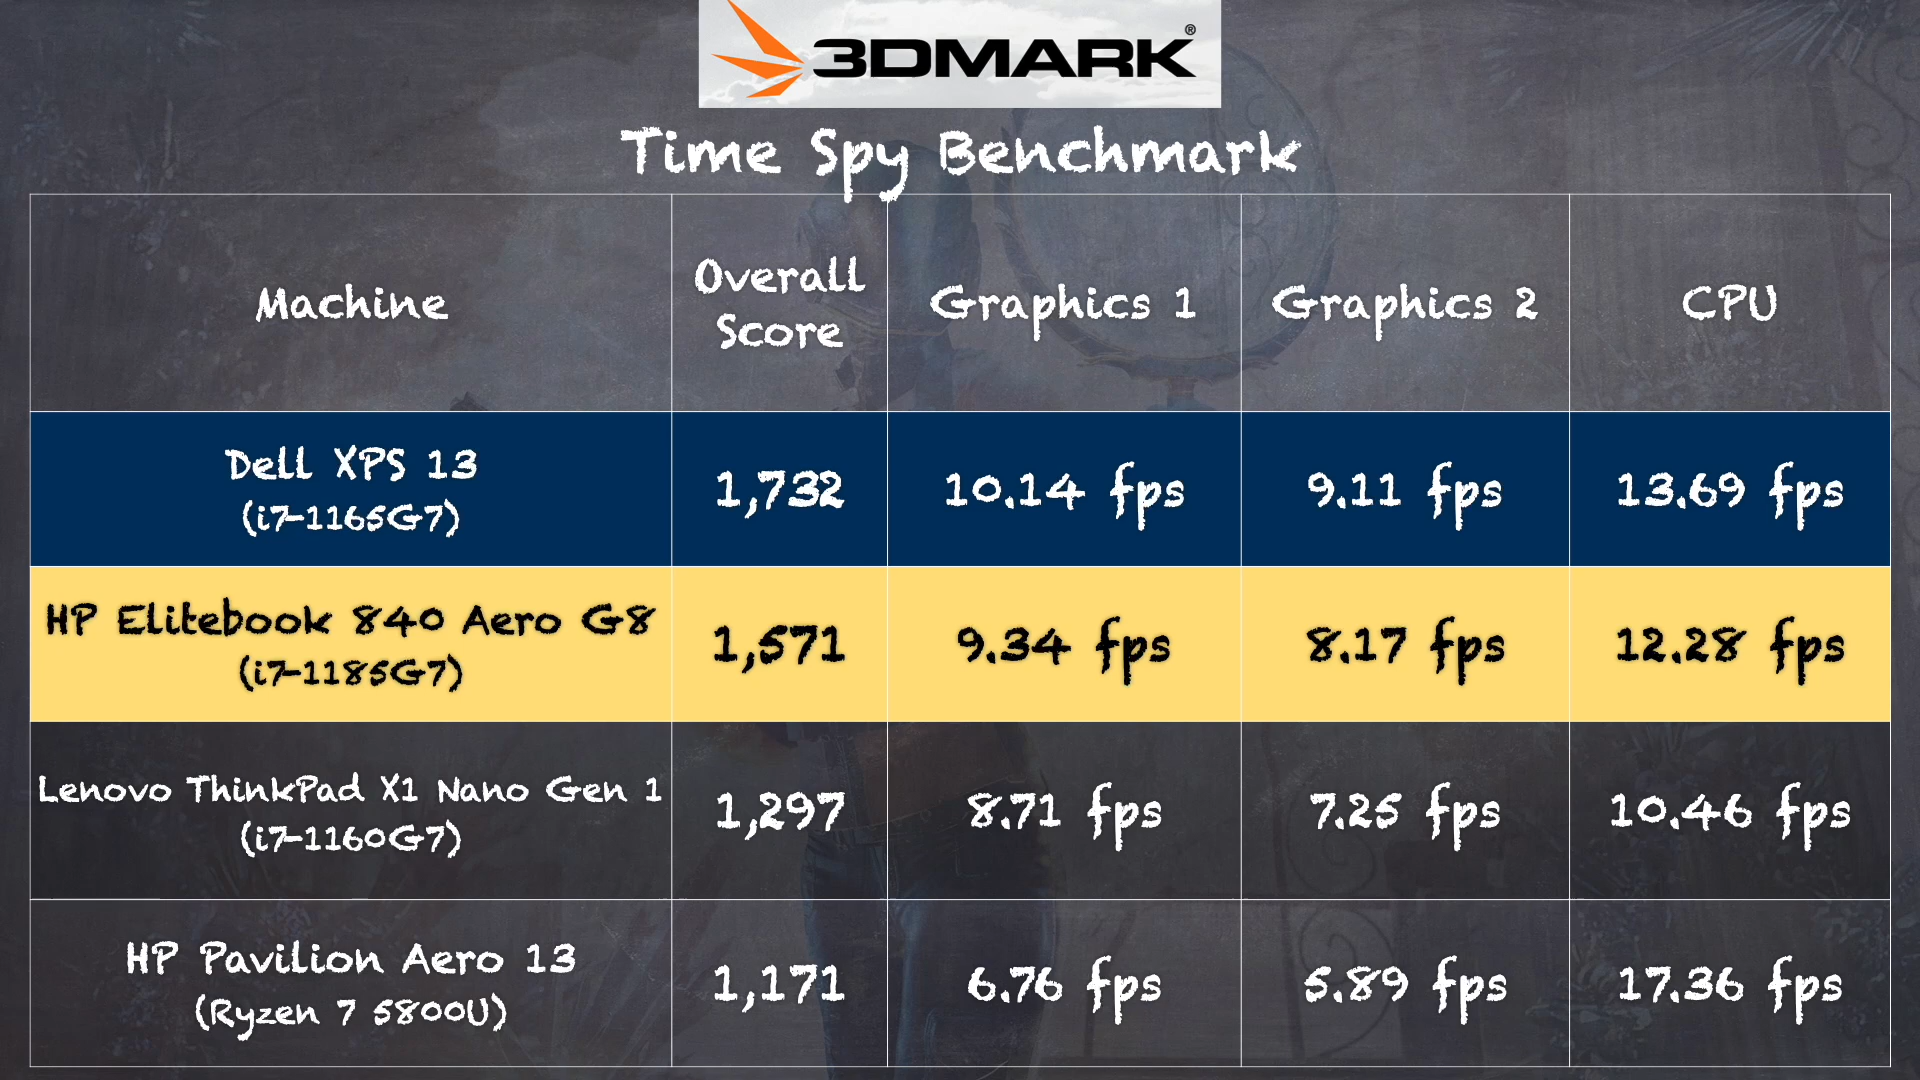 3DMARK®
Time Spy Benchmark
Machine
Overall
Score
Graphics 1
Graphics 2
CPU
Dell XPS 13
(i7-1165G7)
1,732
10.14 fps
9.11 fps
13.69 fps
HP Elitebook 840 Aero G8
(i7-1185G7)
1,571
9.34 fps
8.17 fps
12.28 fps
Lenovo ThinkPad X1 Nano Gen 1
(i7-1160G7)
1,297
8.71 fps
7.25 fps
10.46 fps
HP Pavilion Aero 13
(Ryzen 7 5800U)
1,171
6.76 fps
5.89 fps
17.36 fps